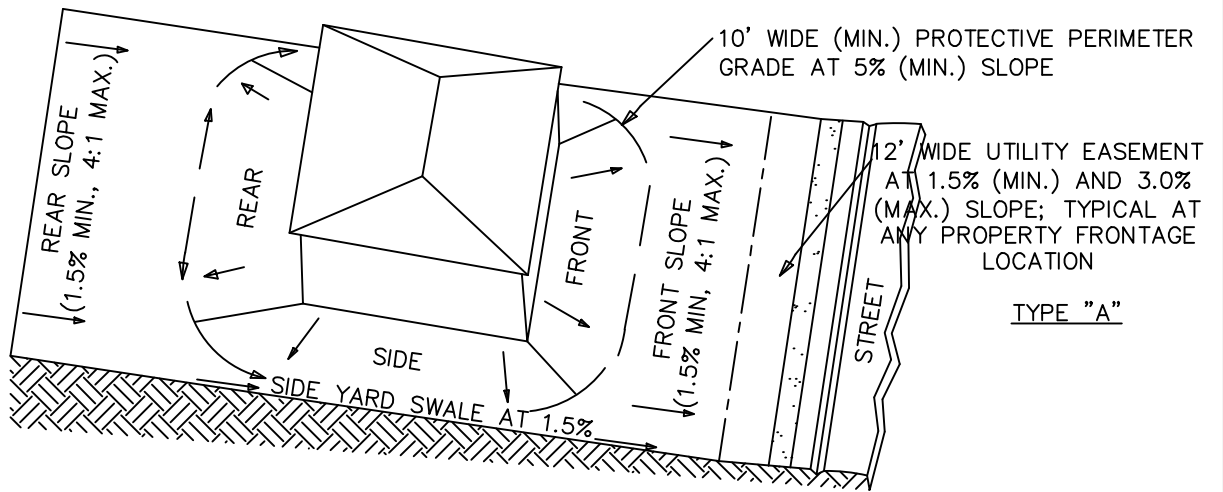 10' WIDE (MIN.) PROTECTIVE PERIMETER
GRADE AT 5% (MIN.) SLOPE
REAR SLOPE
(1.5% MIN., 4:1 MAX.)
REAR
FRONT
FRONT SLOPE
(1.5% MIN, 4:1 MAX.)
12' WIDE UTILITY EASEMENT
AT 1.5% (MIN.) AND 3.0%
(MAX.) SLOPE; TYPICAL AT
ANY PROPERTY FRONTAGE
LOCATION
TYPE "A"
STREET
SIDE
SIDE YARD SWALE AT 1.5%